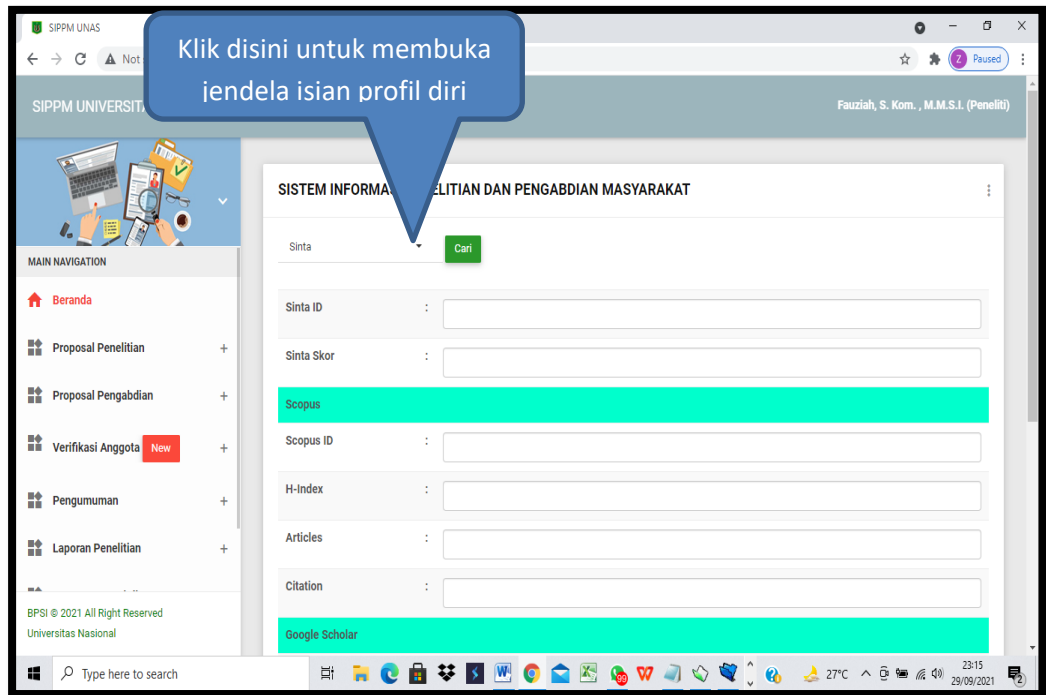 SIPPM UNAS
Klik disini untuk membuka
jendela isian profil diri
Not
Paused
Z
SIPPM
Fauziah, S. Kom. , M.M.S.I. (Peneliti)
SISTEM PENGABDIAN MASYARAKAT
DAN
Sinta
Cari
MAIN NAVIGATION
Beranda
Sinta ID :
Proposal Penelitian +
Sinta Skor :
Proposal Pengabdian +
Scopus
Verifikasi Anggota New +
Scopus ID :
Pengumuman +
H-Index :
Laporan Penelitian +
Articles :
Citation :
BPSI © 2021 All Right Reserved
Universitas Nasional
Google Scholar
Type here to search
99
27°C
23:15
29/09/2021
2